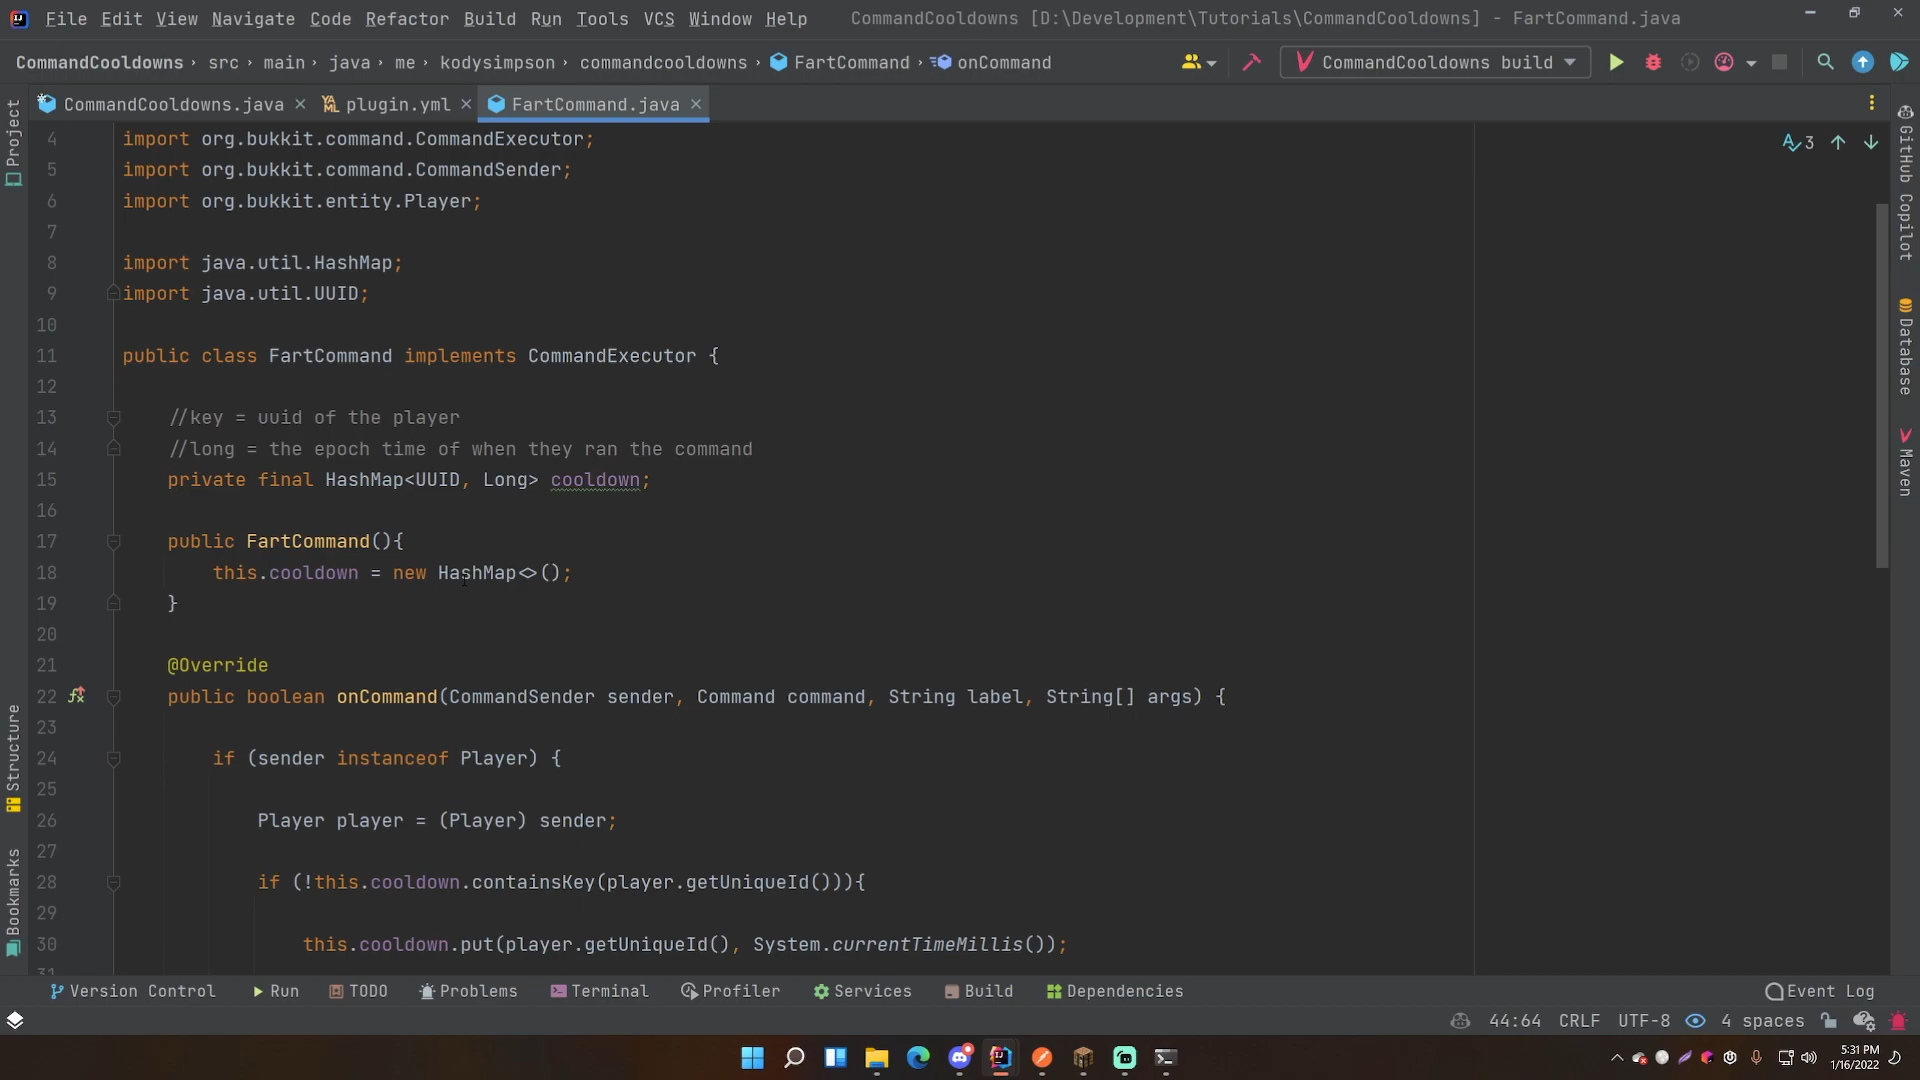 File Edit View Navigate Code Refactor Build Run Tools VCS Window Help CommandCooldowns [D:\Development\Tutorials\CommandCooldowns] - FartCommand.java
CommandCooldowns › src › main › java › me › kodysimpson › commandcooldowns › FartCommand › onCommand CommandCooldowns build
CommandCooldowns.java plugin.yml FartCommand.java
Project
Structure
Bookmarks
3
4 import org.bukkit.command.CommandExecutor;
5 import org.bukkit.command.CommandSender;
6 import org.bukkit.entity.Player;
7
8 import java.util.HashMap;
9 import java.util.UUID;
10
11 public class FartCommand implements CommandExecutor {
12
13 //key = uuid of the player
14 //long = the epoch time of when they ran the command
15 private final HashMap<UUID, Long> cooldown;
16
17 public FartCommand(){
18 this.cooldown = new HashMap<>();
19 }
20
21 @Override
22 public boolean onCommand(CommandSender sender, Command command, String label, String[] args) {
23
24 if (sender instanceof Player) {
25
26 Player player = (Player) sender;
27
28 if (!this.cooldown.containsKey(player.getUniqueId())){
29
30 this.cooldown.put(player.getUniqueId(), System.currentTimeMillis());
31
GitHub Copilot
Database
Maven
Version Control Run TODO Problems Terminal Profiler Services Build Dependencies Event Log
44:64 CRLF UTF-8 4 spaces
5:31 PM
1/16/2022